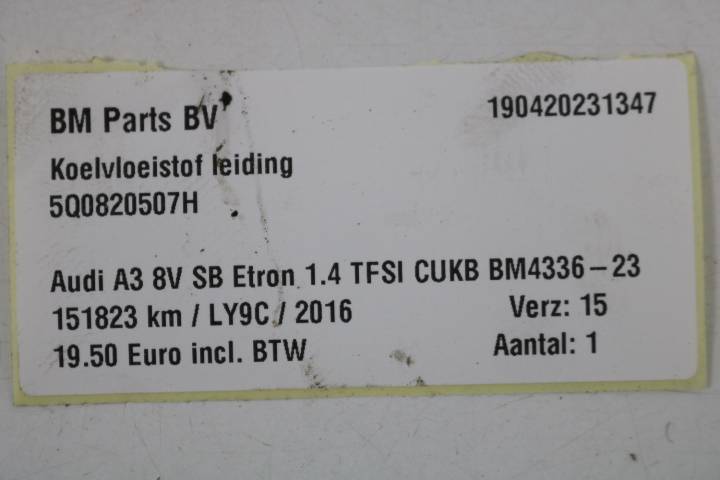 BM Parts BV 190420231347
Koelvloeistof leiding
5Q0820507H
Audi A3 8V SB Etron 1.4 TFSI CUKB BM4336-23
151823 km / LY9C / 2016 Verz: 15
19.50 Euro incl. BTW Aantal: 1